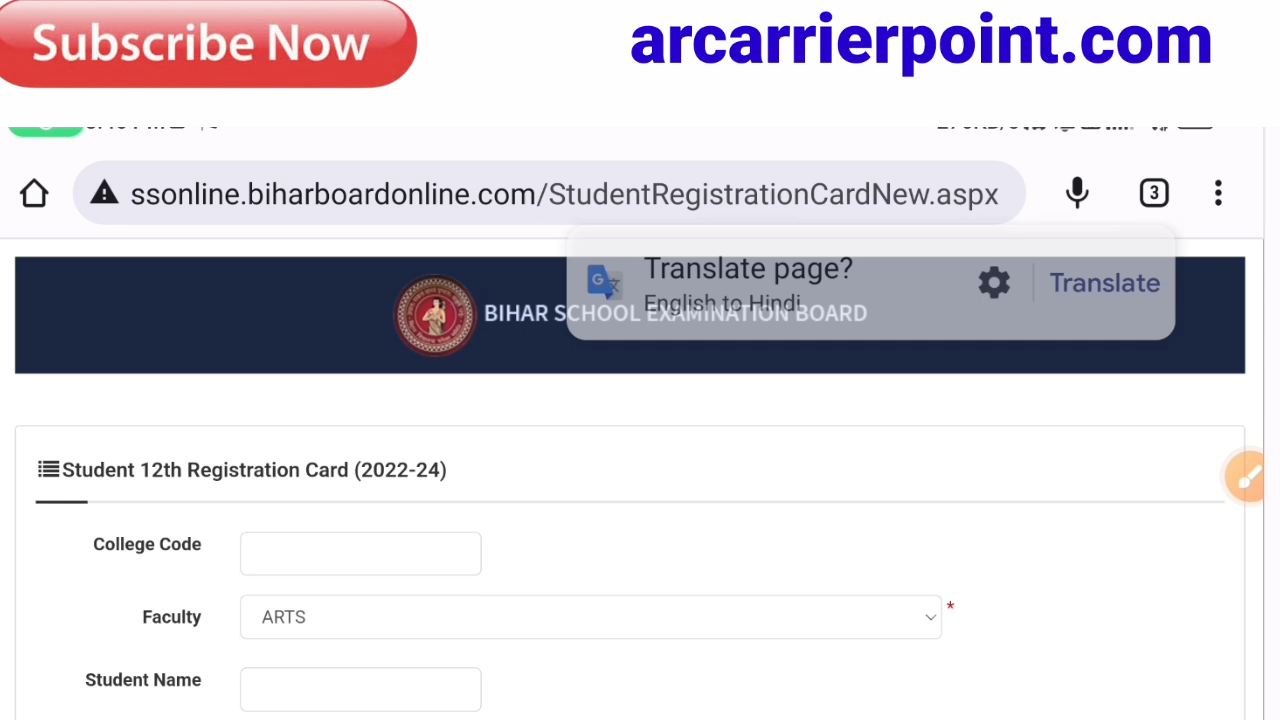 Subscribe Now
arcarrierpoint.com
ssonline.biharboardonline.com/StudentRegistrationCardNew.aspx
3
Translate page?
English to Hindi
Translate
BIHAR SCHOOL EXAMINATION BOARD
Student 12th Registration Card (2022-24)
College Code
Faculty
ARTS
*
Student Name